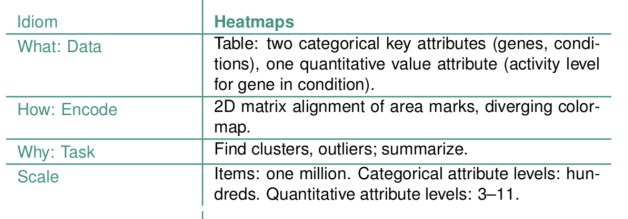 Idiom Heatmaps
What: Data Table: two categorical key attributes (genes, condi-
tions), one quantitative value attribute (activity level
for gene in condition).
How: Encode 2D matrix alignment of area marks, diverging color-
map.
Why: Task Find clusters, outliers; summarize.
Scale Items: one million. Categorical attribute levels: hun-
dreds. Quantitative attribute levels: 3–11.